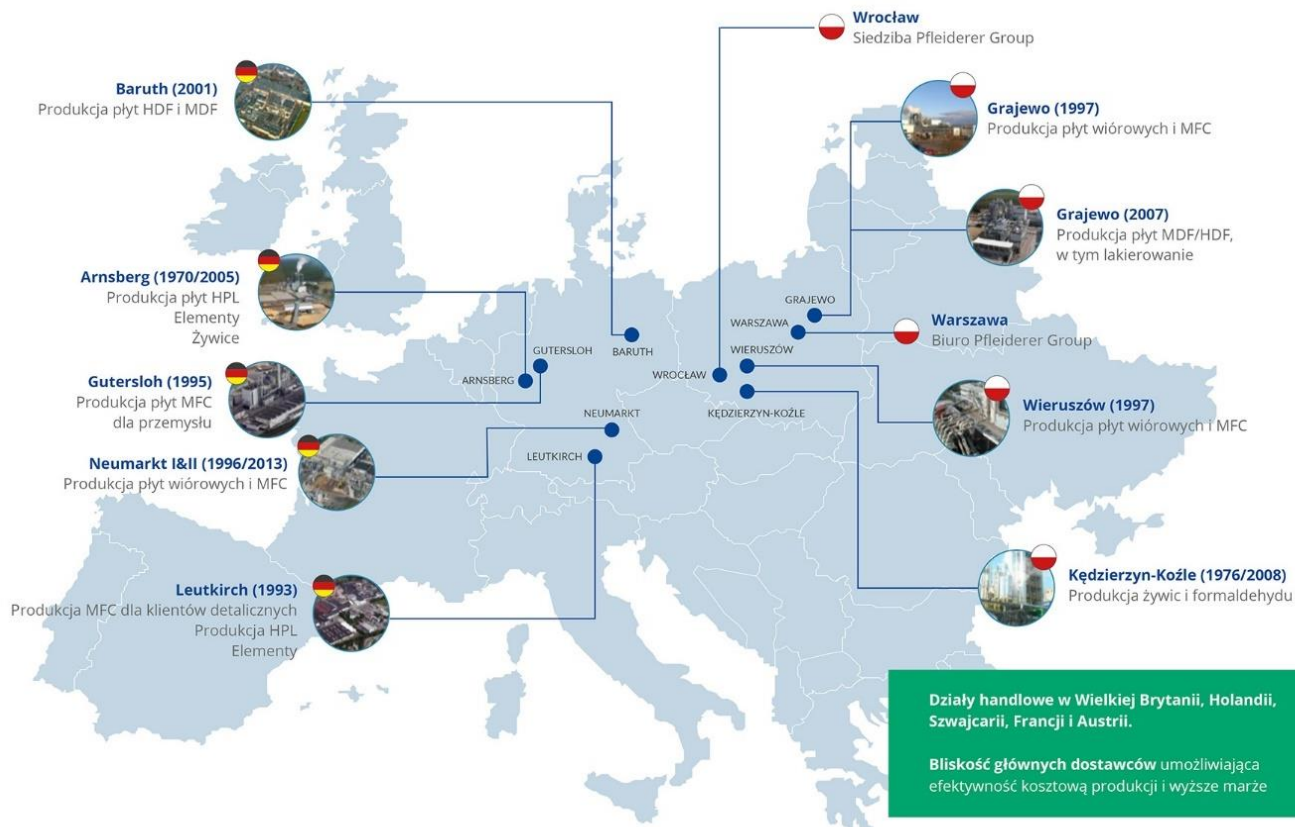 Wrocław
Siedziba Pfleiderer Group
Baruth (2001)
Produkcja płyt HDF i MDF
Grajewo (1997)
Produkcja płyt wiórowych i MFC
Grajewo (2007)
Produkcja płyt MDF/HDF,
w tym lakierowanie
Arnsberg (1970/2005)
Produkcja płyt HPL
Elementy
Żywice
GRAJEWO
WARSZAWA
Warszawa
Biuro Pfleiderer Group
GUTERSLOH
BARUTH
WIERUSZÓW
ARNSBERG
WROCŁAW
Gutersloh (1995)
Produkcja płyt MFC
dla przemysłu
NEUMARKT
KĘDZIERZYN-KOŹLE
Wieruszów (1997)
Produkcja płyt wiórowych i MFC
Neumarkt I&II (1996/2013)
Produkcja płyt wiórowych i MFC
LEUTKIRCH
Leutkirch (1993)
Produkcja MFC dla klientów detalicznych
Produkcja HPL
Elementy
Kędzierzyn-Koźle (1976/2008)
Produkcja żywic i formaldehydu
Działy handlowe w Wielkiej Brytanii, Holandii,
Szwajcarii, Francji i Austrii.
Bliskość głównych dostawców umożliwiająca
efektywność kosztową produkcji i wyższe marże